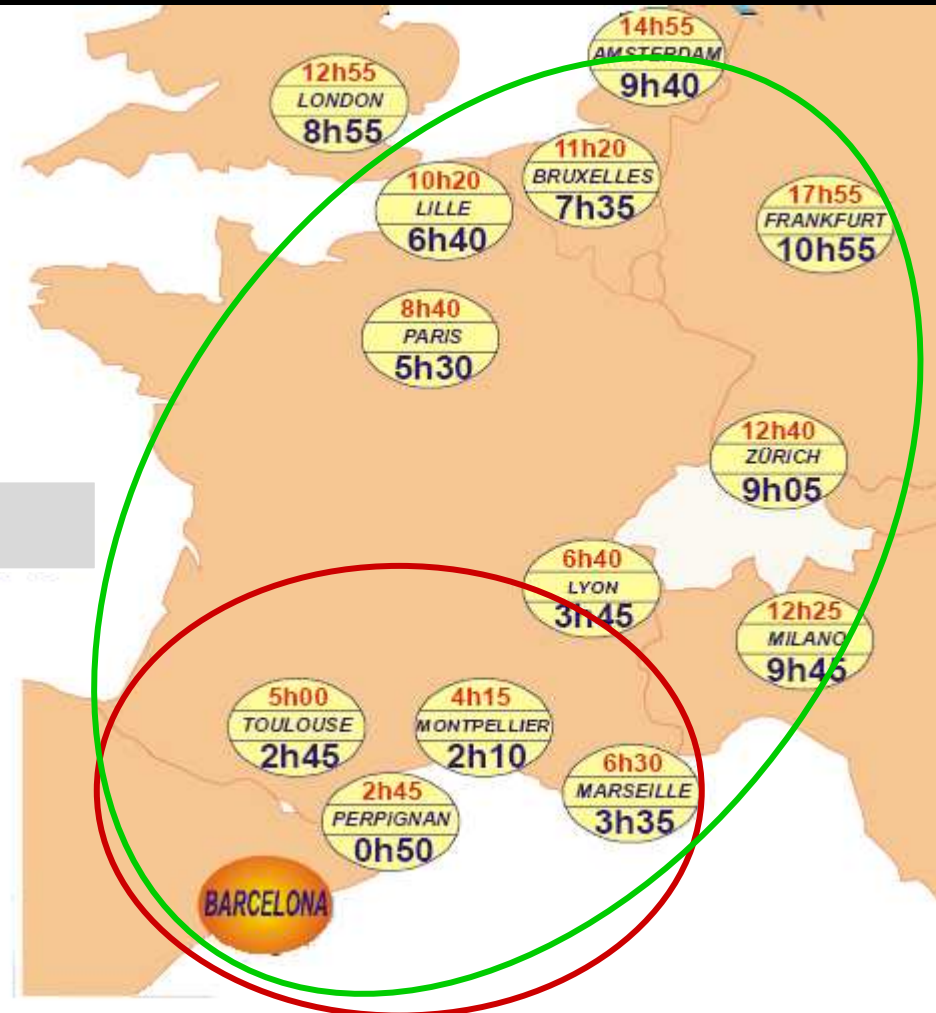 14h55
AMSTERDAM
9h40
12h55
LONDON
8h55
11h20
BRUXELLES
7h35
10h20
LILLE
6h40
17h55
FRANKFURT
10h55
8h40
PARIS
5h30
12h40
ZÜRICH
9h05
6h40
LYON
3h45
12h25
MILANO
9h45
5h00
TOULOUSE
2h45
4h15
MONTPELLIER
2h10
6h30
MARSEILLE
3h35
2h45
PERPIGNAN
0h50
BARCELONA